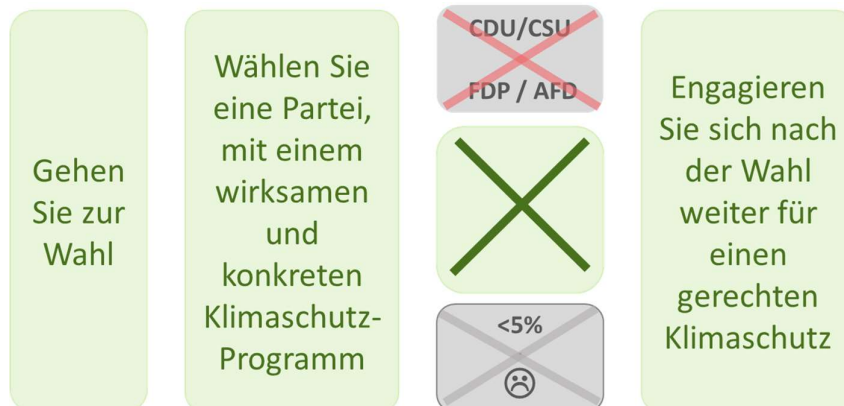 Gehen
Sie zur
Wahl
Wählen Sie
eine Partei,
mit einem
wirksamen
und
konkreten
Klimaschutz-
Programm
CDU/CSU
FDP / AFD
<5%
Engagieren
Sie sich nach
der Wahl
weiter für
einen
gerechten
Klimaschutz